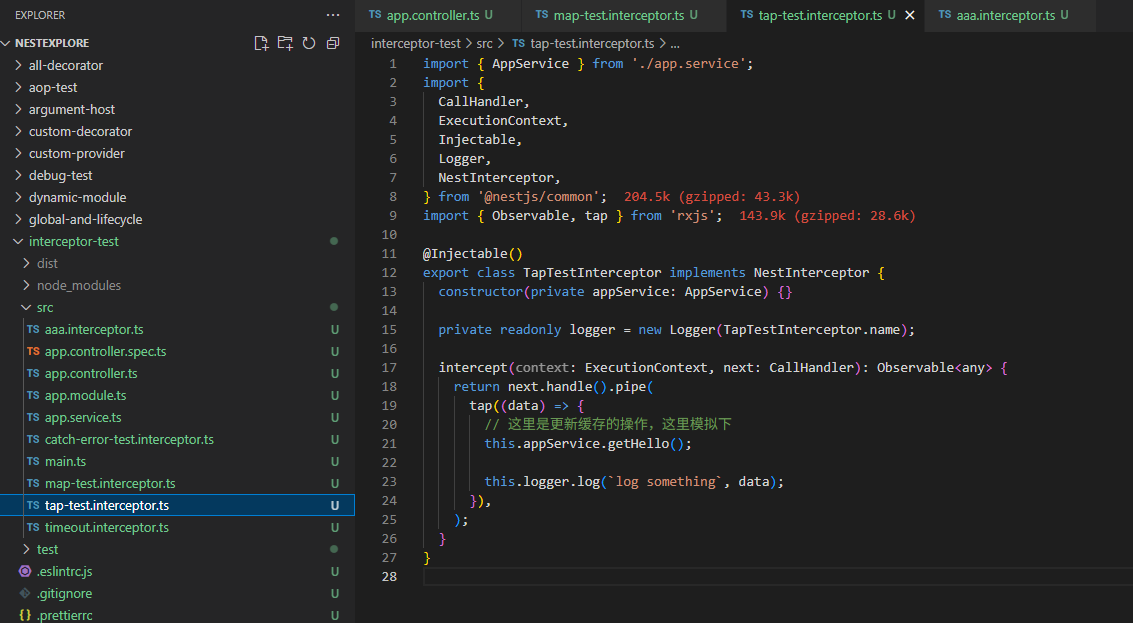 EXPLORER
NESTEXPLORE
all-decorator
aop-test
argument-host
custom-decorator
custom-provider
debug-test
dynamic-module
global-and-lifecycle
interceptor-test
dist
node_modules
src
TS aaa.interceptor.ts U
TS app.controller.spec.ts U
TS app.controller.ts U
TS app.module.ts U
TS app.service.ts U
TS catch-error-test.interceptor.ts U
TS main.ts U
TS map-test.interceptor.ts U
TS tap-test.interceptor.ts U
TS timeout.interceptor.ts U
test
.eslintrc.js U
.gitignore U
{} .prettierrc U
TS app.controller.ts U TS map-test.interceptor.ts U TS tap-test.interceptor.ts U TS aaa.interceptor.ts U
interceptor-test > src > TS tap-test.interceptor.ts > ...
1 import { AppService } from './app.service';
2 import {
3 CallHandler,
4 ExecutionContext,
5 Injectable,
6 Logger,
7 NestInterceptor,
8 } from '@nestjs/common'; 204.5k (gzipped: 43.3k)
9 import { Observable, tap } from 'rxjs'; 143.9k (gzipped: 28.6k)
10
11 @Injectable()
12 export class TapTestInterceptor implements NestInterceptor {
13 constructor(private appService: AppService) {}
14
15 private readonly logger = new Logger(TapTestInterceptor.name);
16
17 intercept(context: ExecutionContext, next: CallHandler): Observable<any> {
18 return next.handle().pipe(
19 tap((data) => {
20 // 这里是更新缓存的操作，这里模拟下
21 this.appService.getHello();
22
23 this.logger.log(`log something`, data);
24 }),
25 );
26 }
27 }
28